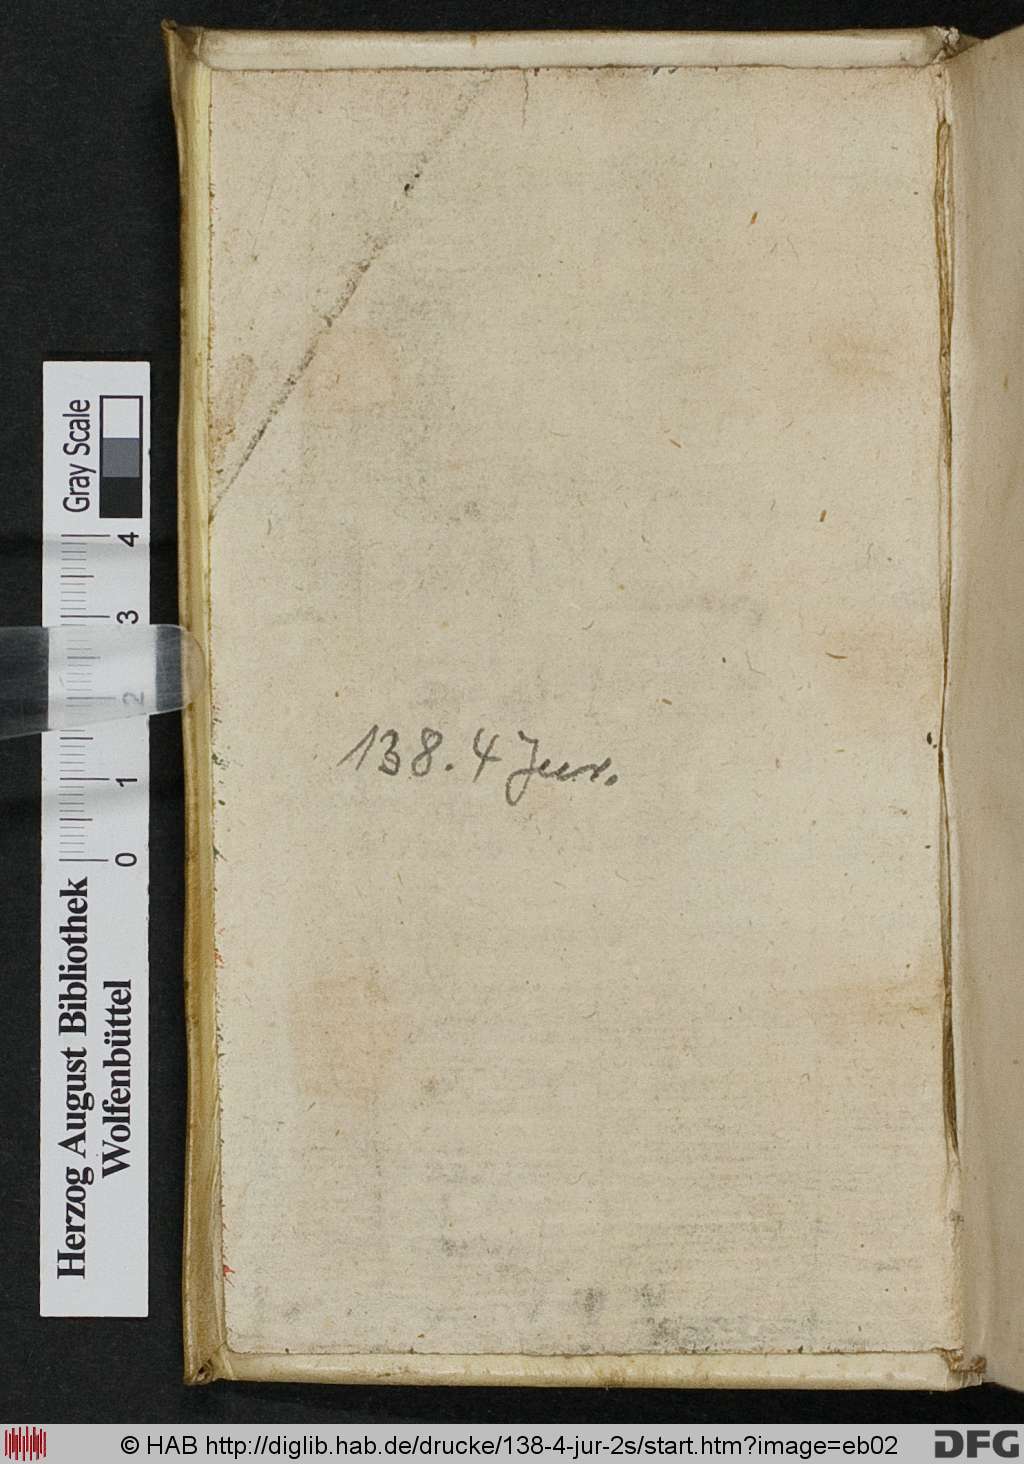 138. 4 Jur.
Gray Scale
4
3
2
1
0
Herzog August Bibliothek
Wolfenbüttel
© HAB http://diglib.hab.de/drucke/138-4-jur-2s/start.htm?image=eb02
DFG